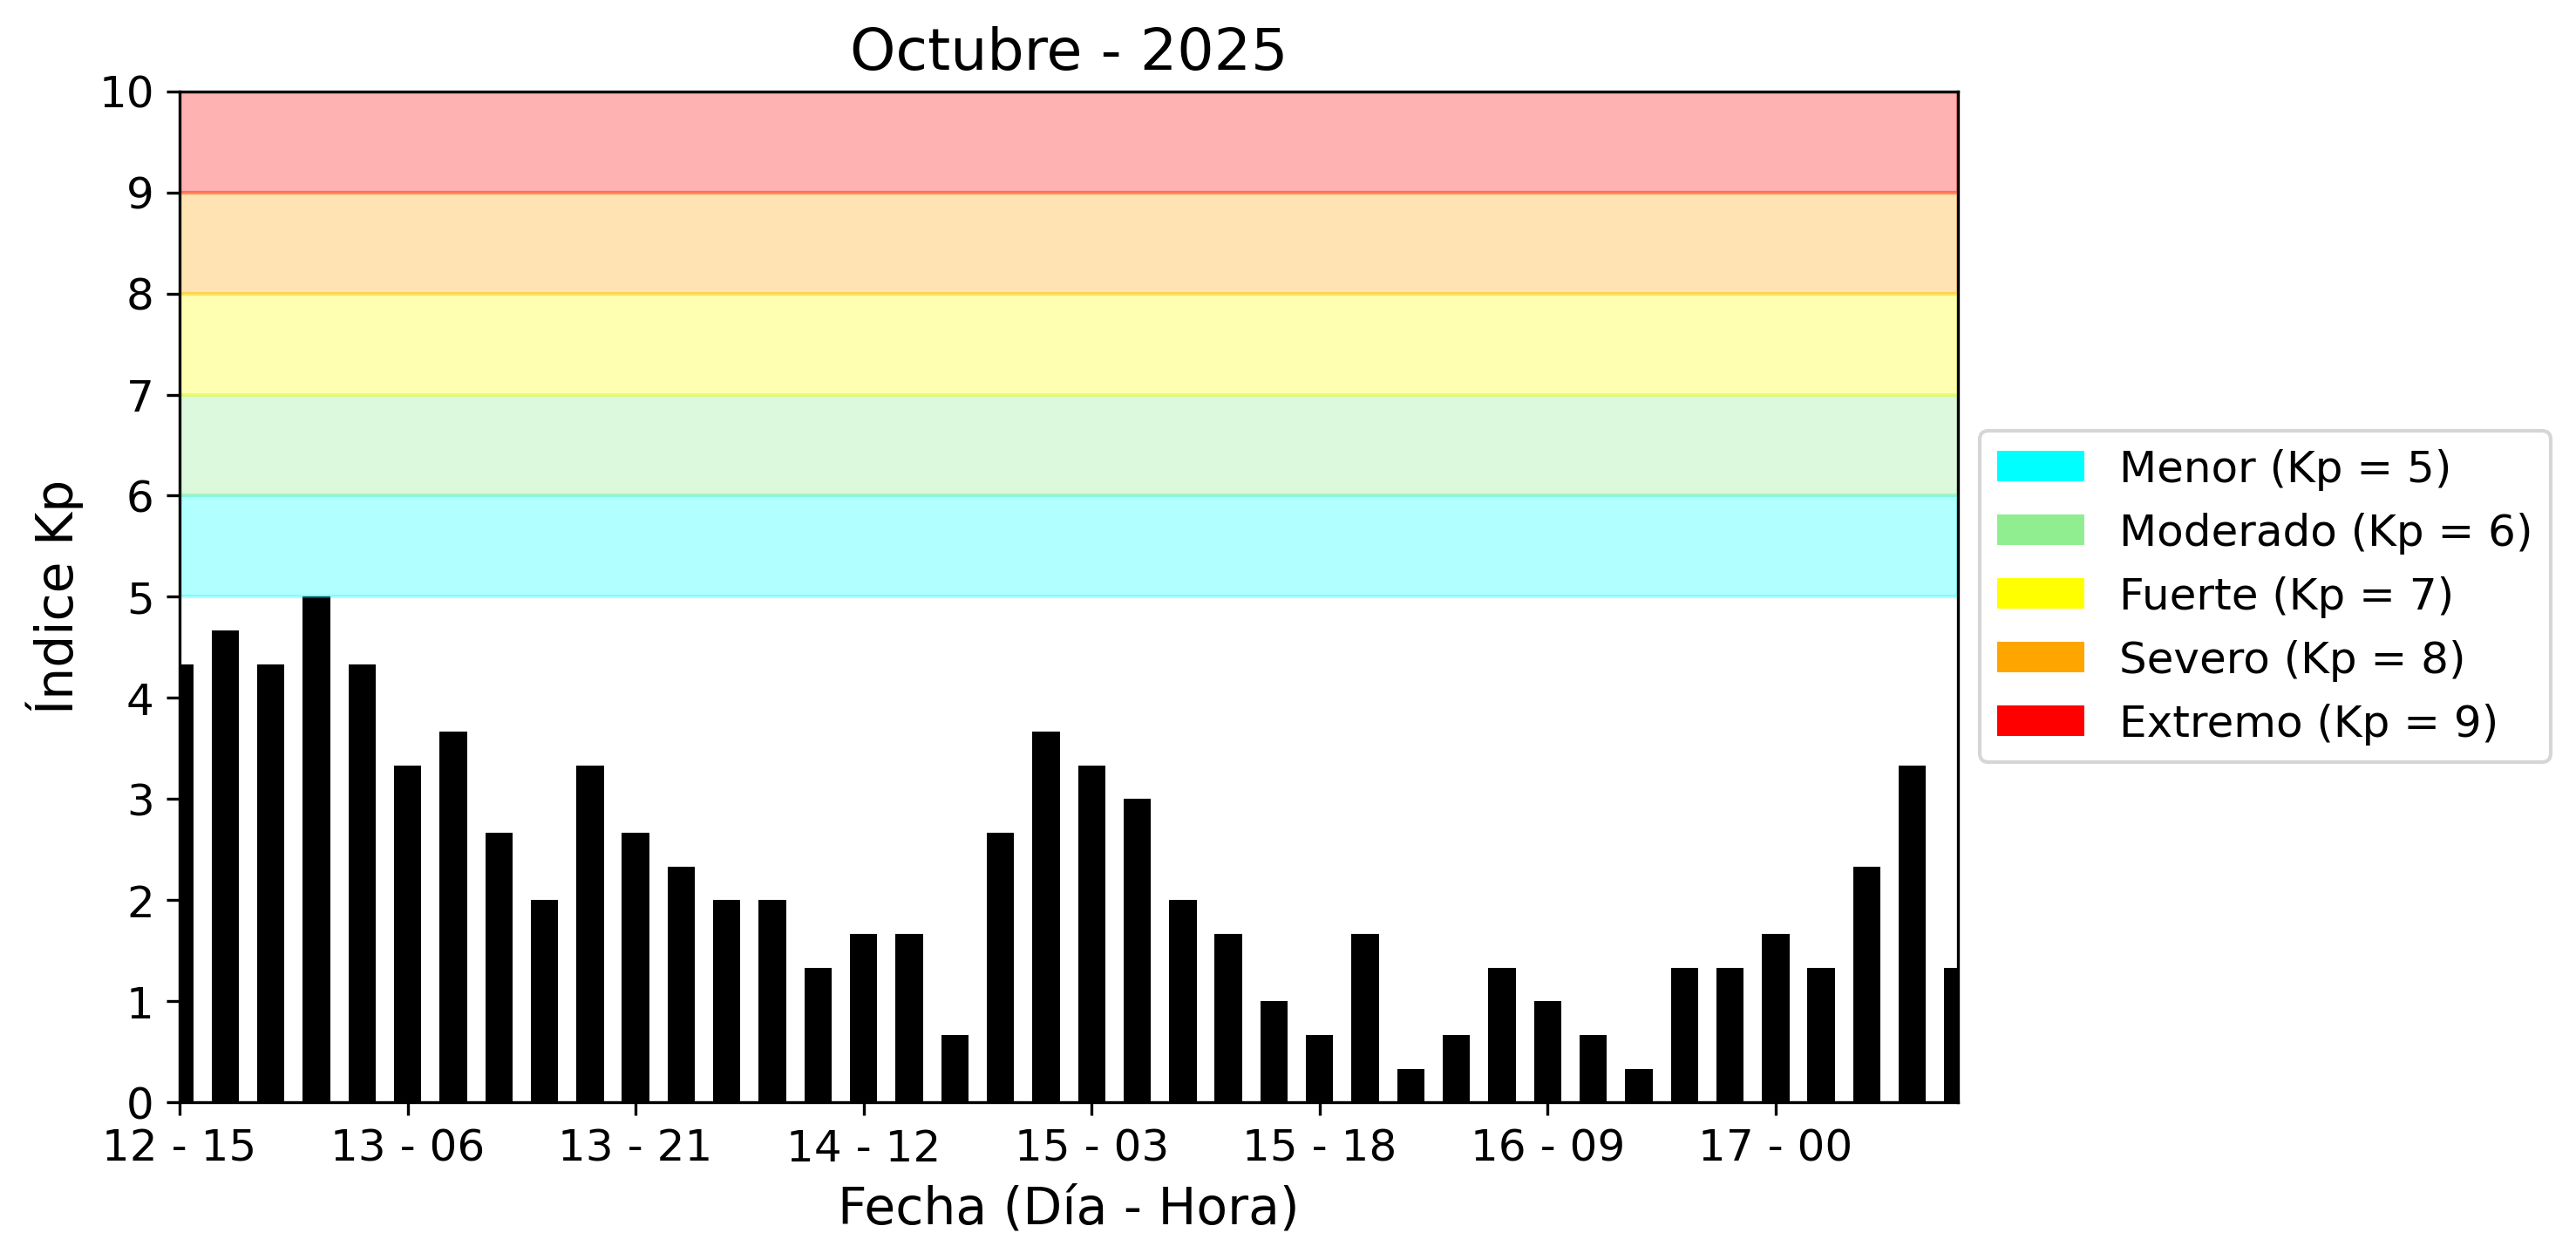 Octubre - 2025
10
9
8
7
6
5
4
3
2
1
0
Índice Kp
12 - 15
13 - 06
13 - 21
14 - 12
15 - 03
15 - 18
16 - 09
17 - 00
Fecha (Día - Hora)
Menor (Kp = 5)
Moderado (Kp = 6)
Fuerte (Kp = 7)
Severo (Kp = 8)
Extremo (Kp = 9)